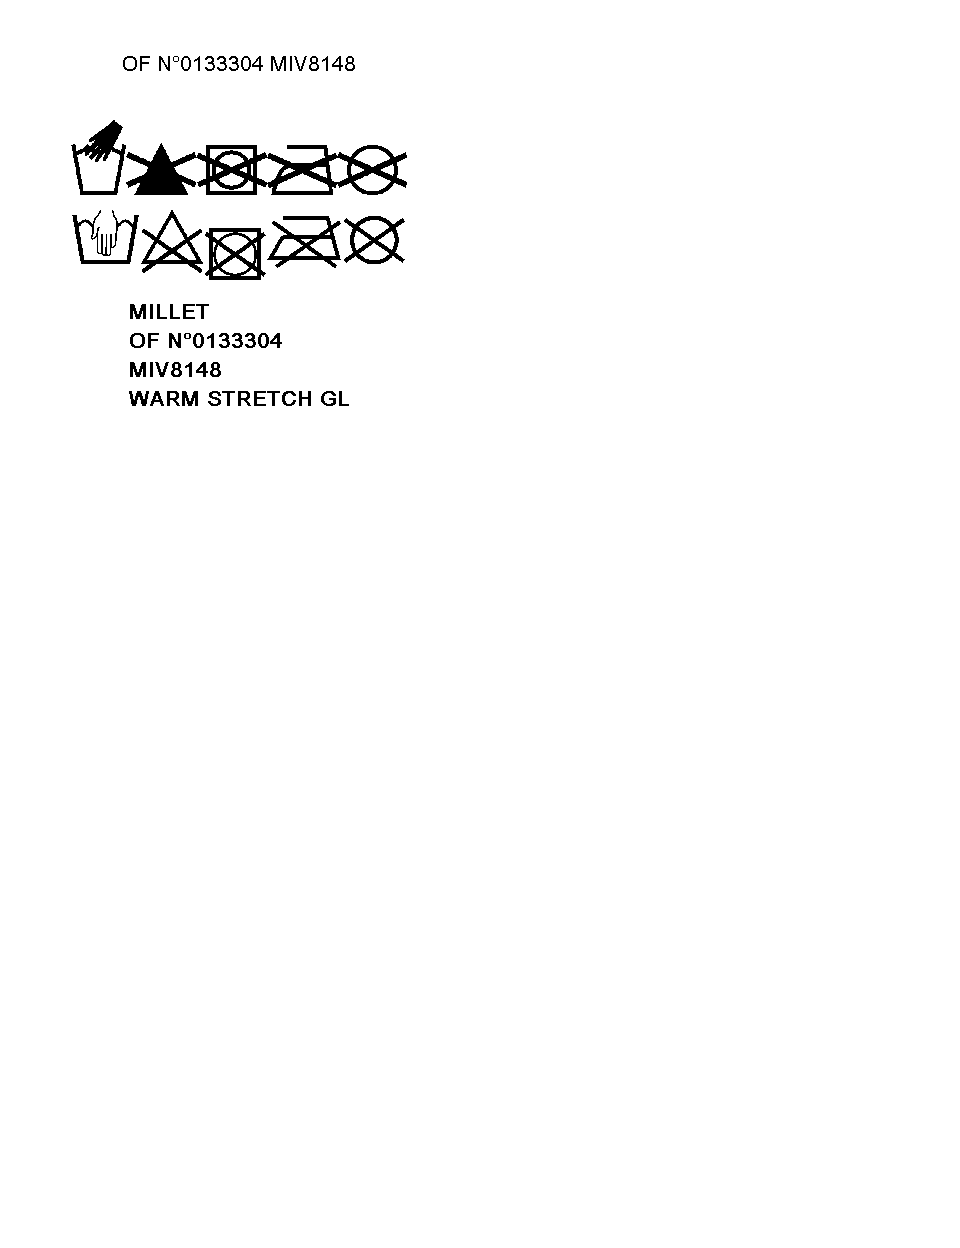 OF N°0133304 MIV8148
MILLET
OF N°0133304
MIV8148
WARM STRETCH GL